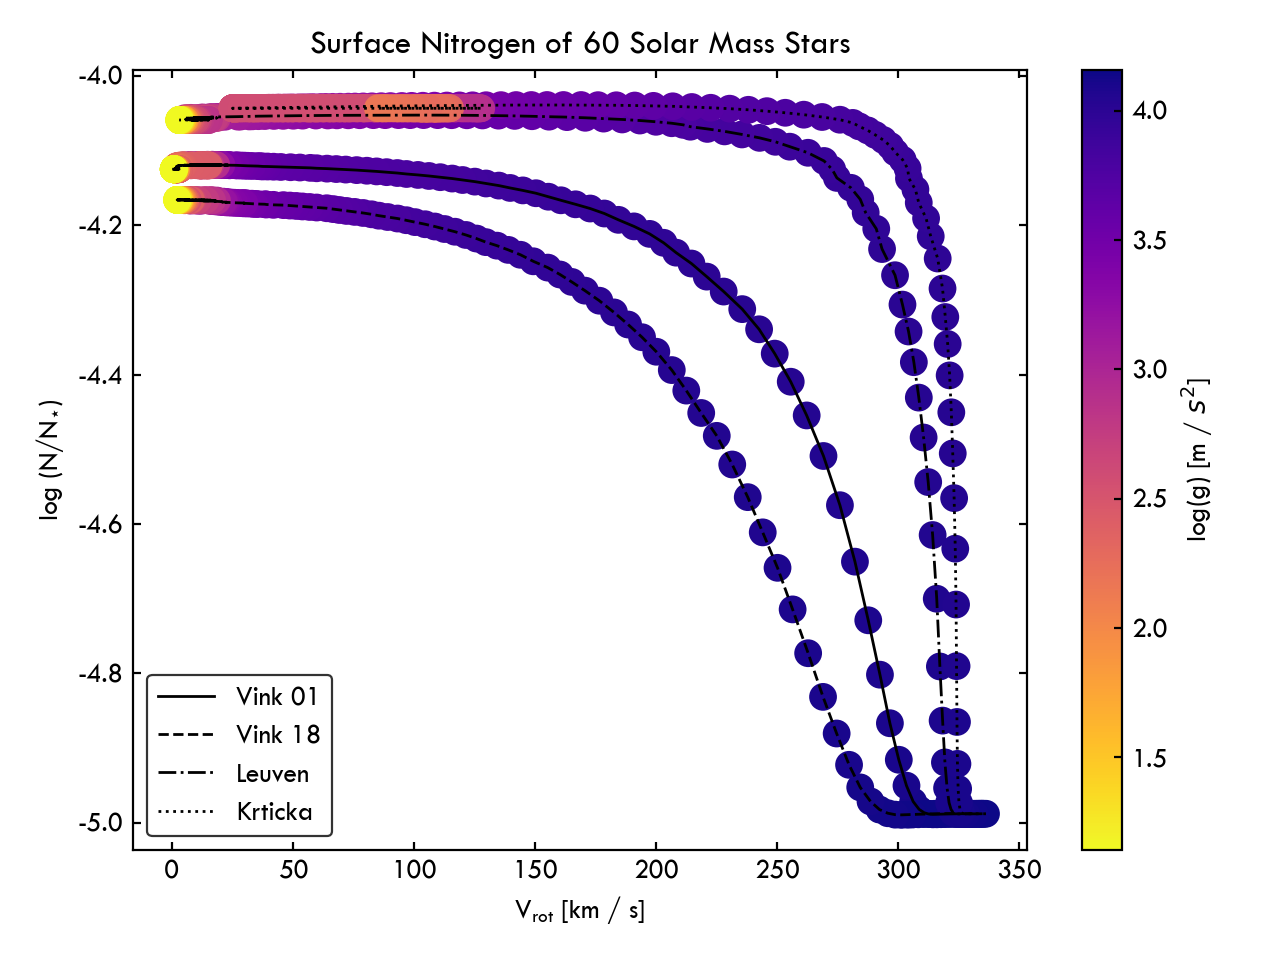 Surface Nitrogen of 60 Solar Mass Stars
log (N/N⋆)
-4.0
-4.2
-4.4
-4.6
-4.8
-5.0
Vink 01
Vink 18
Leuven
Krticka
0 50 100 150 200 250 300 350
V_rot [km / s]
4.0
3.5
3.0
2.5
2.0
1.5
log(g) [m / s²]